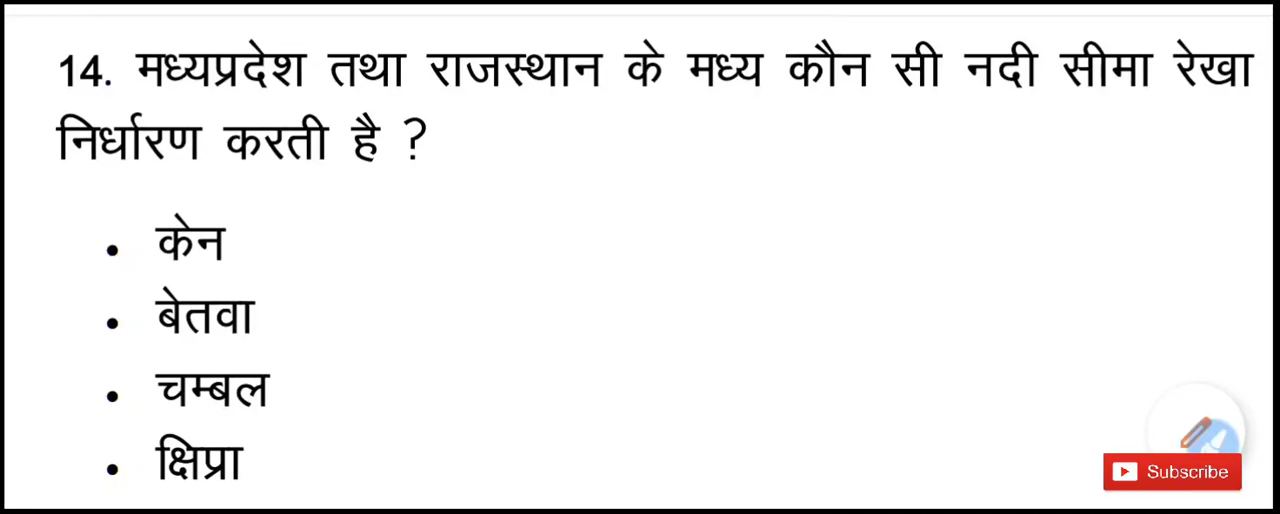 14. मध्यप्रदेश तथा राजस्थान के मध्य कौन सी नदी सीमा रेखा
निर्धारण करती है ?
• केन
• बेतवा
• चम्बल
• क्षिप्रा
Subscribe